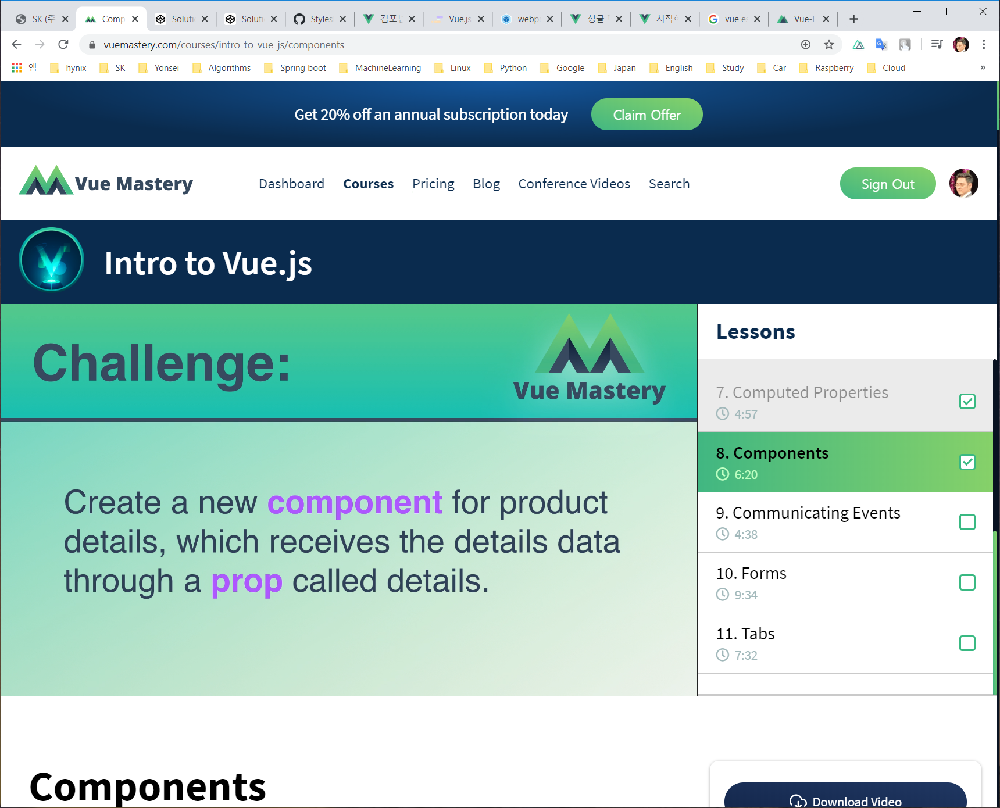 SK (주
Comp
Soluti
Soluti
Styles
컴포넌
Vue.js
webp
싱글
시작하
vue e
Vue-E
vuemastery.com/courses/intro-to-vue-js/components
앱
hynix
SK
Yonsei
Algorithms
Spring boot
MachineLearning
Linux
Python
Google
Japan
English
Study
Car
Raspberry
Cloud
»
Get 20% off an annual subscription today
Claim Offer
Vue Mastery
Dashboard
Courses
Pricing
Blog
Conference Videos
Search
Sign Out
Intro to Vue.js
Challenge:
Vue Mastery
Create a new component for product
details, which receives the details data
through a prop called details.
Lessons
7. Computed Properties
4:57
8. Components
6:20
9. Communicating Events
4:38
10. Forms
9:34
11. Tabs
7:32
Components
Download Video